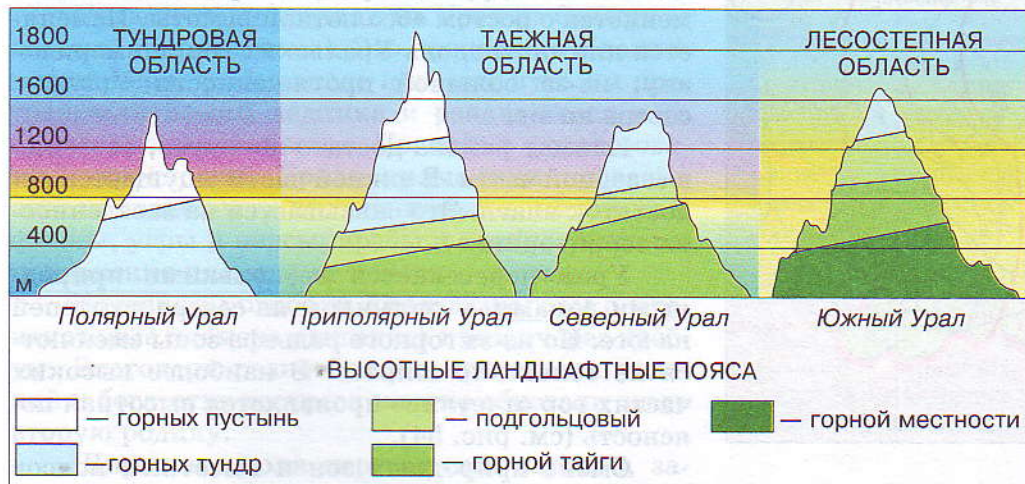 ТУНДРОВАЯ ОБЛАСТЬ
ТАЕЖНАЯ ОБЛАСТЬ
ЛЕСОСТЕПНАЯ ОБЛАСТЬ
1800
1600
1200
800
400
м
Полярный Урал
Приполярный Урал
Северный Урал
Южный Урал
ВЫСОТНЫЕ ЛАНДШАФТНЫЕ ПОЯСА
— горных пустынь
— подгольцовый
— горной местности
— горных тундр
— горной тайги